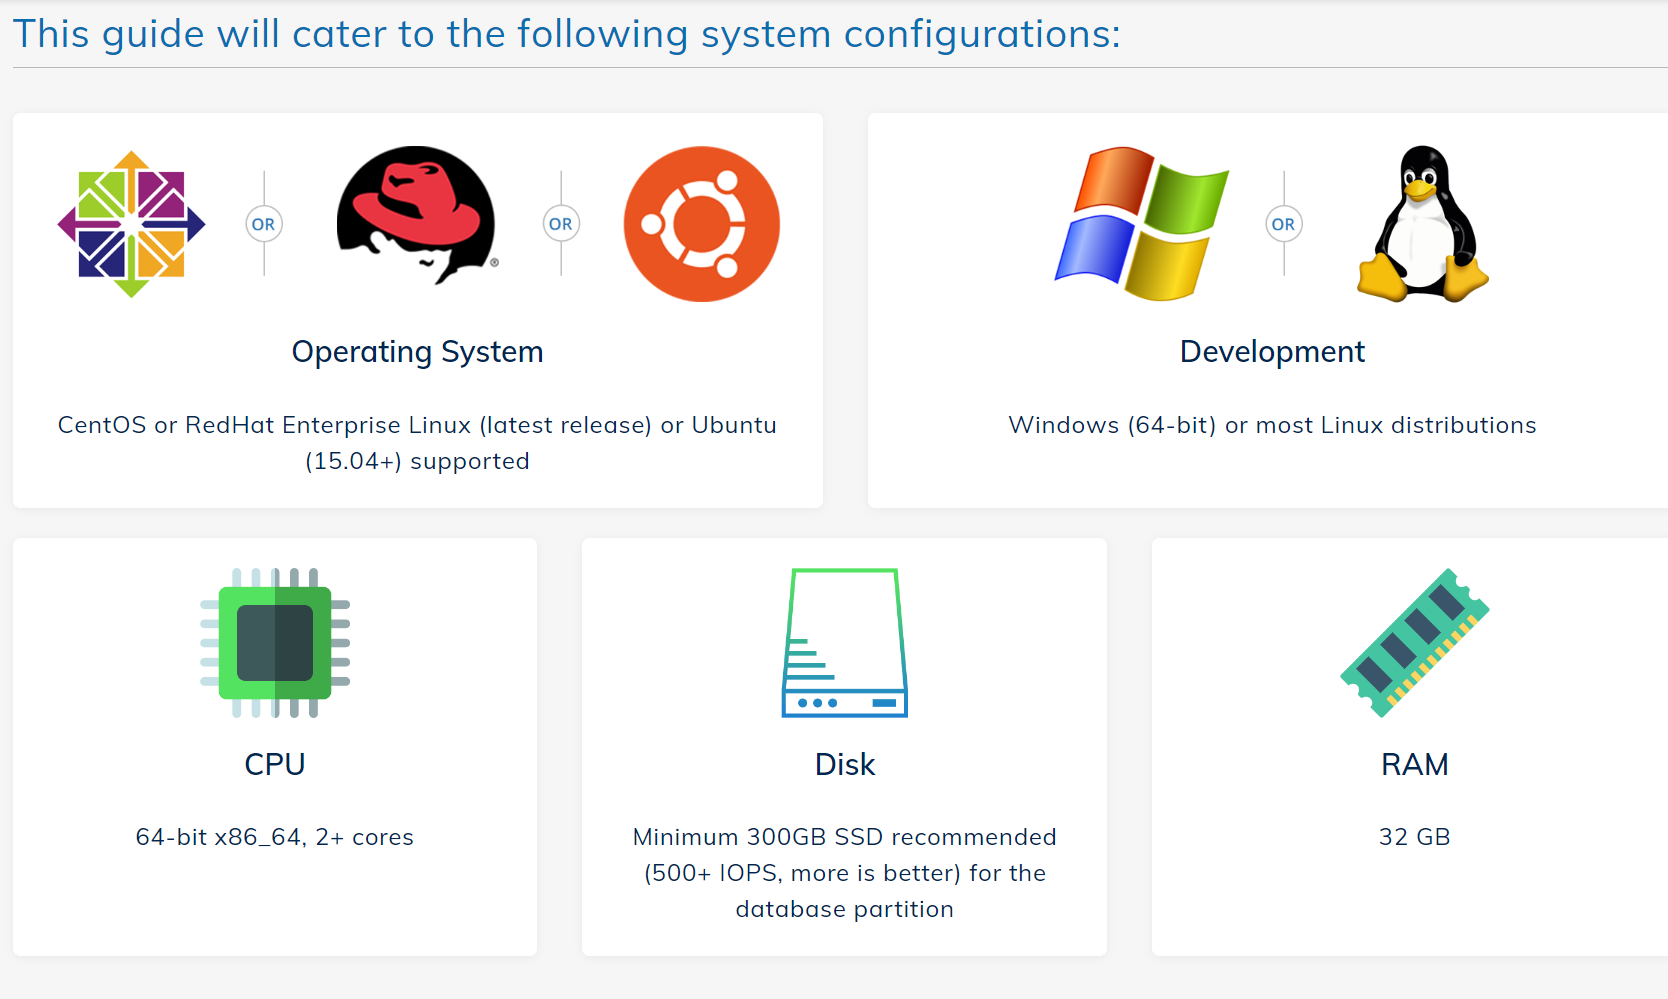 This guide will cater to the following system configurations:
OR
OR
OR
Operating System
Development
CentOS or RedHat Enterprise Linux (latest release) or Ubuntu
(15.04+) supported
Windows (64-bit) or most Linux distributions
CPU
Disk
RAM
64-bit x86_64, 2+ cores
Minimum 300GB SSD recommended
(500+ IOPS, more is better) for the
database partition
32 GB